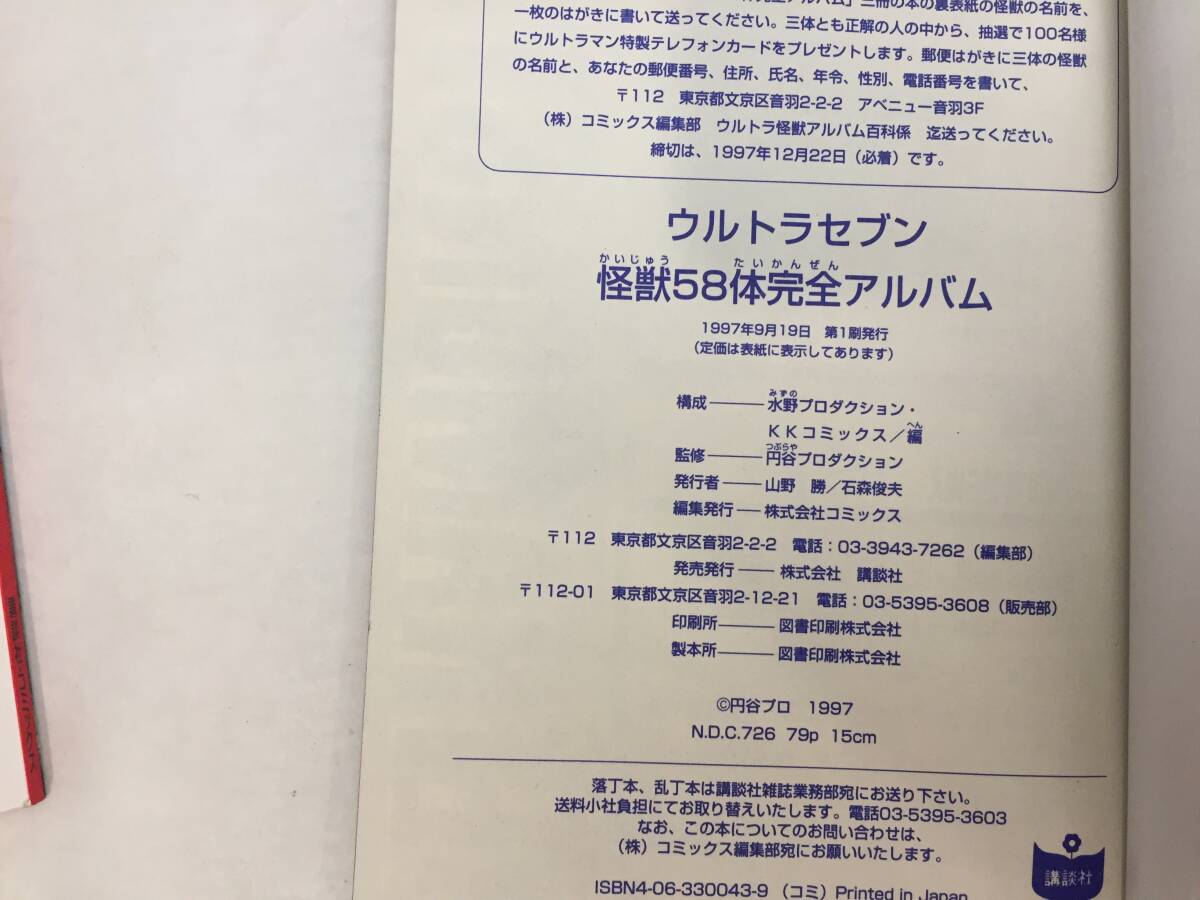 完全アルバム」三冊の本の裏表紙の怪獣の名前を、
一枚のはがきに書いて送ってください。三体とも正解の人の中から、抽選で100名様
にウルトラマン特製テレフォンカードをプレゼントします。郵便はがきに三体の怪獣
の名前と、あなたの郵便番号、住所、氏名、年令、性別、電話番号を書いて、
〒112 東京都文京区音羽2-2-2 アベニュー音羽3F
(株)コミックス編集部 ウルトラ怪獣アルバム百科係 迄送ってください。
締切は、1997年12月22日(必着)です。
ウルトラセブン
かいじゅう たいかんぜん
怪獣58体完全アルバム
1997年9月19日 第1刷発行
(定価は表紙に表示してあります)
みずの
構成――水野プロダクション・
へん
KKコミックス/編
つぶらや
監修――円谷プロダクション
発行者――山野 勝/石森俊夫
編集発行―株式会社コミックス
〒112 東京都文京区音羽2-2-2 電話:03-3943-7262(編集部)
発売発行――株式会社 講談社
〒112-01 東京都文京区音羽2-12-21 電話:03-5395-3608(販売部)
印刷所――図書印刷株式会社
製本所――図書印刷株式会社
©円谷プロ 1997
N.D.C.726 79p 15cm
落丁本、乱丁本は講談社雑誌業務部宛にお送り下さい。
送料小社負担にてお取り替えいたします。電話03-5395-3603
なお、この本についてのお問い合わせは、
(株)コミックス編集部宛にお願いいたします。
講談社
ISBN4-06-330043-9(コミ)Printed in Japan